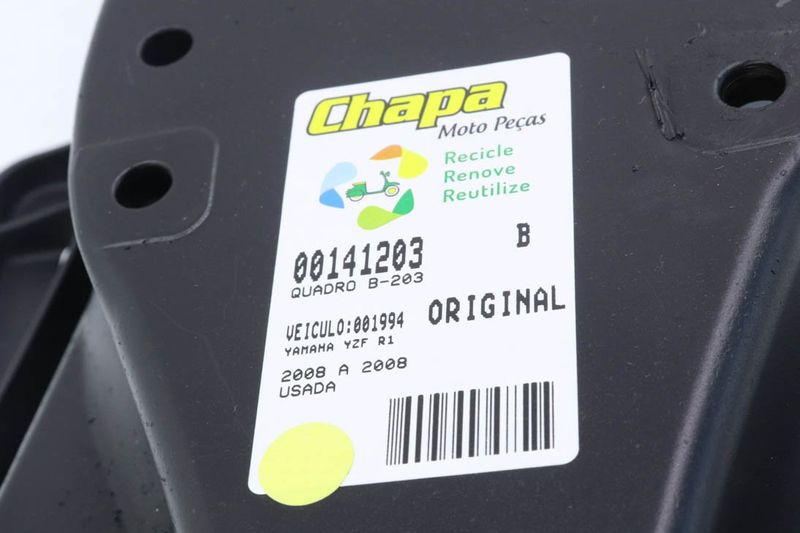 Chapa
Moto Peças
Recicle
Renove
Reutilize
00141203 B
QUADRO B-203
VEICULO:001994 ORIGINAL
YAMAHA YZF R1
2008 A 2008
USADA